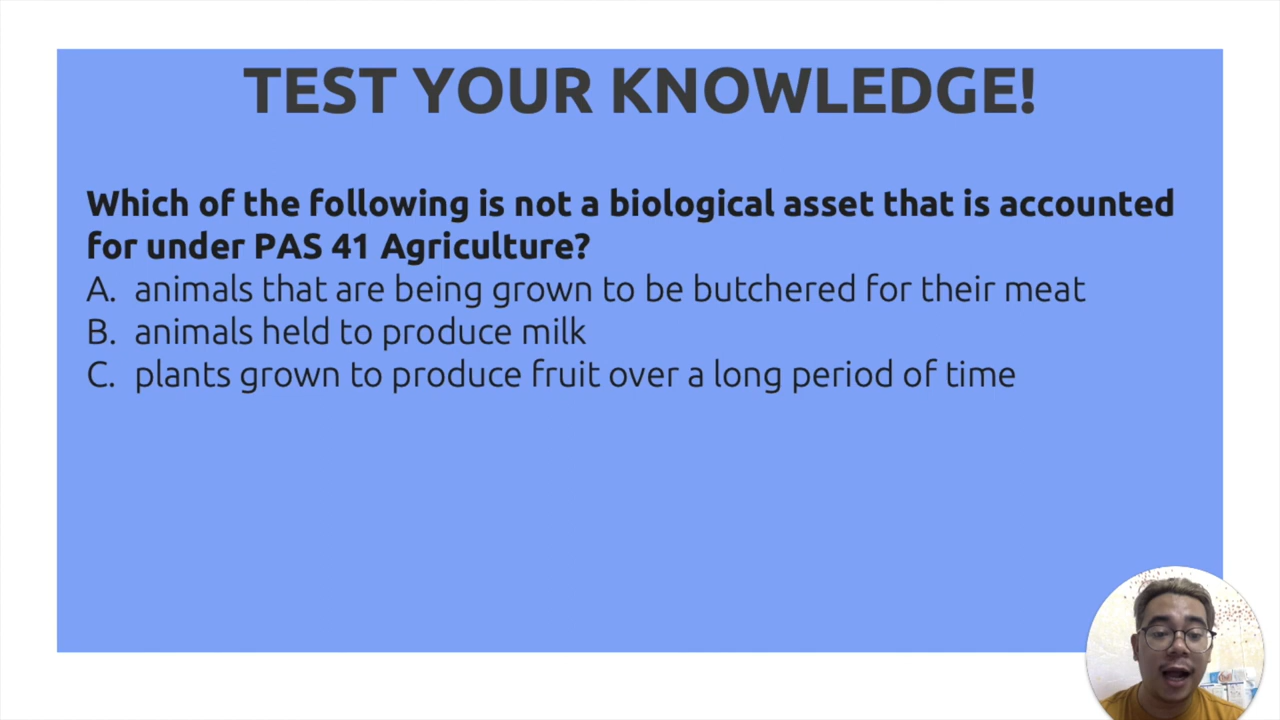 TEST YOUR KNOWLEDGE!
Which of the following is not a biological asset that is accounted
for under PAS 41 Agriculture?
A. animals that are being grown to be butchered for their meat
B. animals held to produce milk
C. plants grown to produce fruit over a long period of time